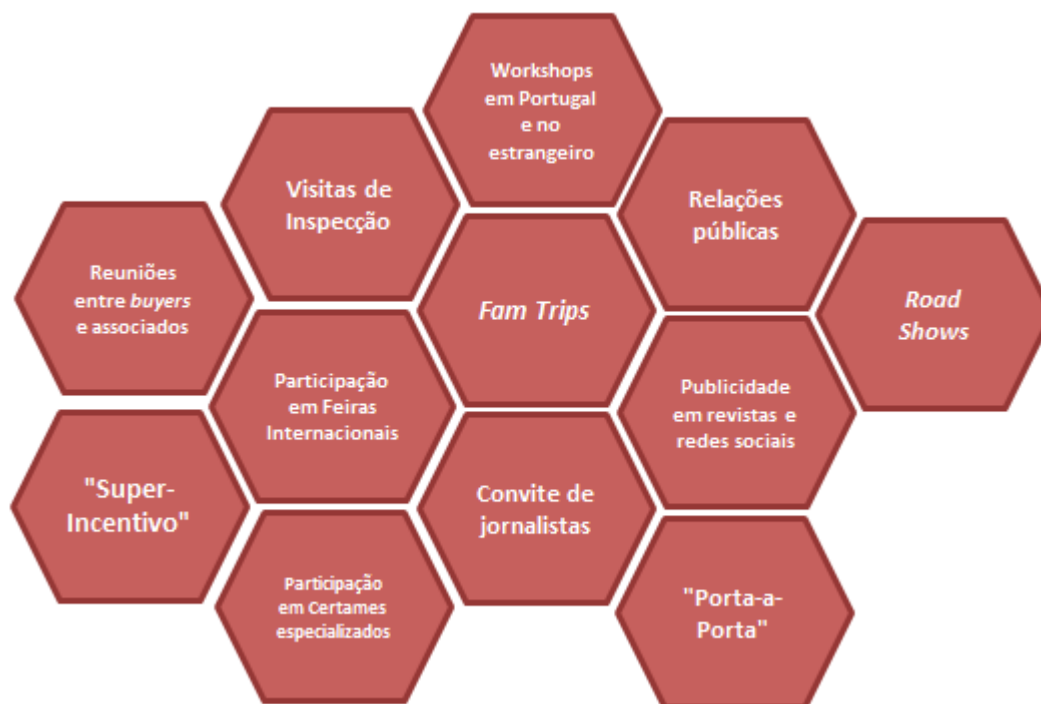 Workshops
em Portugal
e no
estrangeiro
Visitas de
Inspecção
Relações
públicas
Reuniões
entre buyers
e associados
Fam Trips
Road
Shows
Participação
em Feiras
Internacionais
Publicidade
em revistas e
redes sociais
"Super-
Incentivo"
Convite de
jornalistas
Participação
em Certames
especializados
"Porta-a-
Porta"